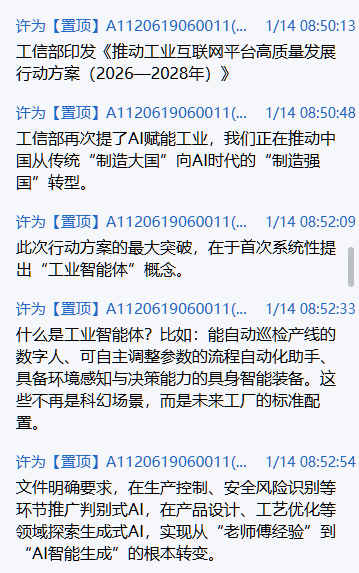 许为【置顶】A1120619060011(... 1/14 08:50:13
工信部印发《推动工业互联网平台高质量发展
行动方案（2026—2028年）》
许为【置顶】A1120619060011(... 1/14 08:50:48
工信部再次提了AI赋能工业，我们正在推动中
国从传统“制造大国”向AI时代的“制造强
国”转型。
许为【置顶】A1120619060011(... 1/14 08:52:09
此次行动方案的最大突破，在于首次系统性提
出“工业智能体”概念。
许为【置顶】A1120619060011(... 1/14 08:52:33
什么是工业智能体？比如：能自动巡检产线的
数字人、可自主调整参数的流程自动化助手、
具备环境感知与决策能力的具身智能装备。这
些不再是科幻场景，而是未来工厂的标准配
置。
许为【置顶】A1120619060011(... 1/14 08:52:54
文件明确要求，在生产控制、安全风险识别等
环节推广判别式AI，在产品设计、工艺优化等
领域探索生成式AI，实现从“老师傅经验”到
“AI智能生成”的根本转变。